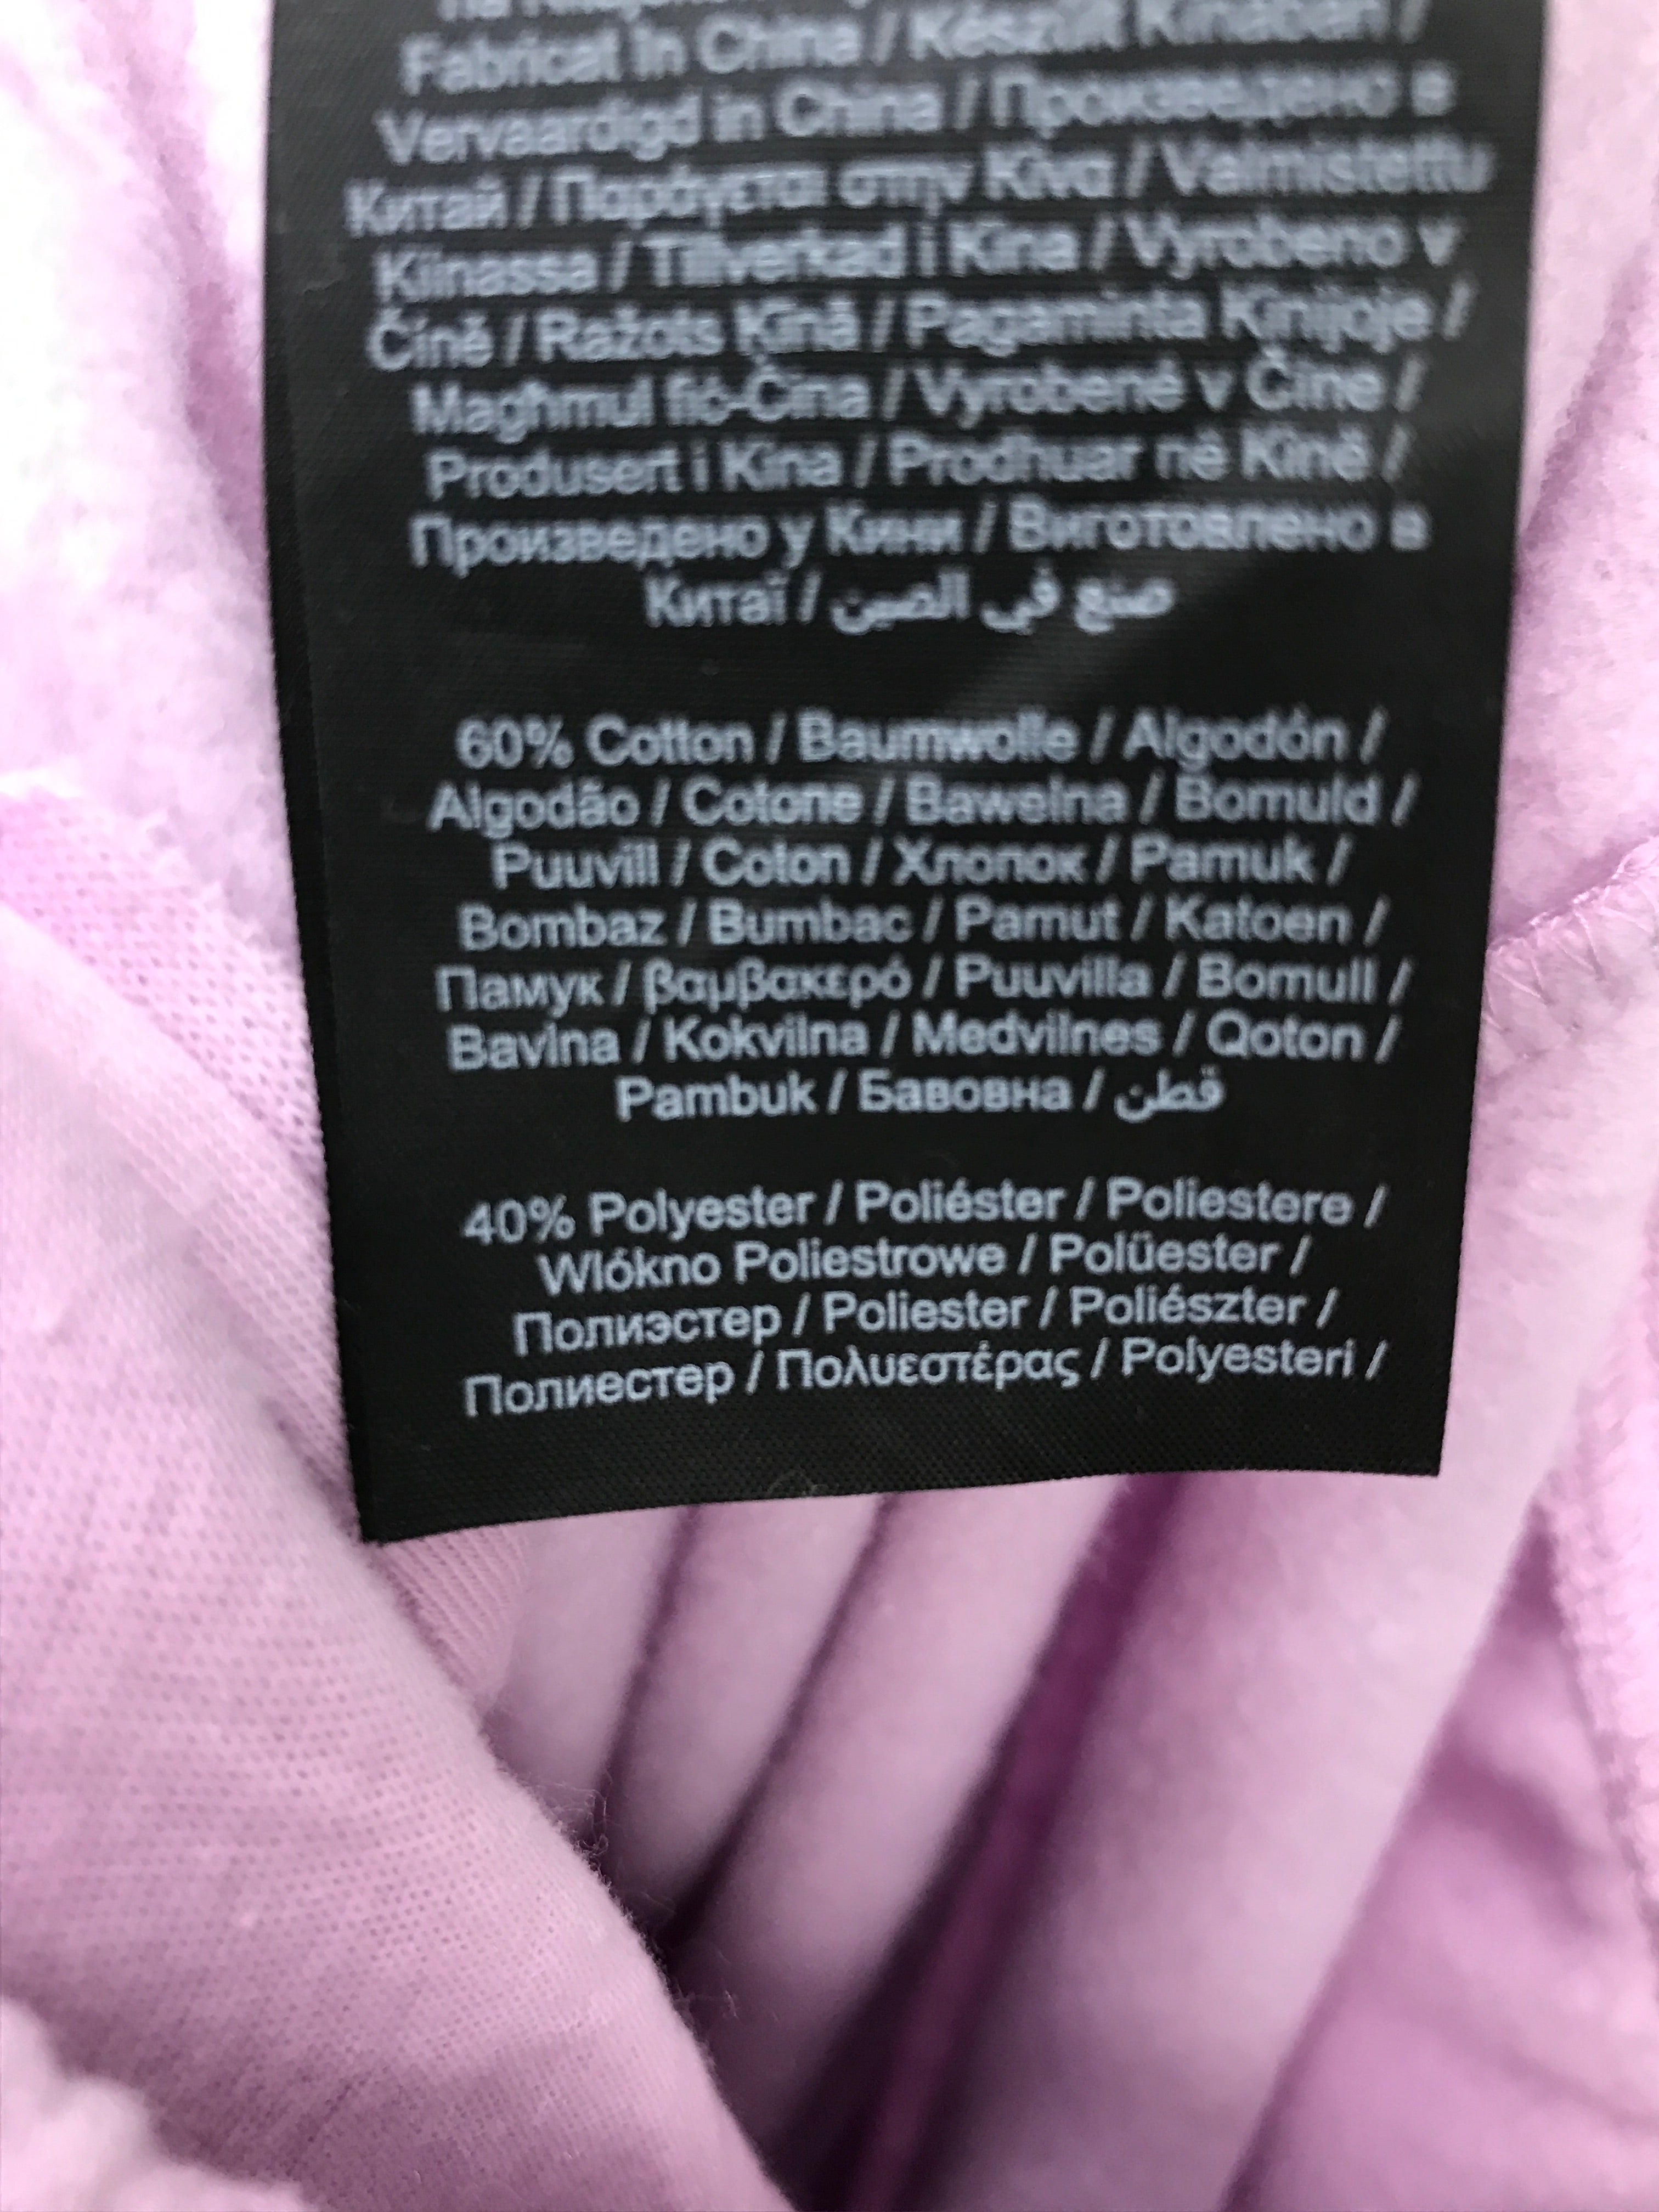 Fabricat în China / Készült Kínában /
Vervaardigd in China / Произведено в
Китай / Παράγεται στην Κίνα / Valmistettu
Kiinassa / Tillverkad i Kina / Vyrobeno v
Číně / Ražots Ķīnā / Pagaminta Kinijoje /
Magħmul fiċ-Ċina / Vyrobené v Číne /
Produsert i Kina / Prodhuar në Kinë /
Произведено у Кини / Виготовлено в
Китаї / صنع في الصين
60% Cotton / Baumwolle / Algodón /
Algodão / Cotone / Bawełna / Bomuld /
Puuvill / Coton / Хлопок / Pamuk /
Bombaz / Bumbac / Pamut / Katoen /
Памук / βαμβακερό / Puuvilla / Bomull /
Bavlna / Kokvilna / Medvilnes / Qoton /
Pambuk / Бавовна / قطن
40% Polyester / Poliéster / Poliestere /
Włókno Poliestrowe / Polüester /
Полиэстер / Poliester / Poliészter /
Полиестер / Πολυεστέρας / Polyesteri /